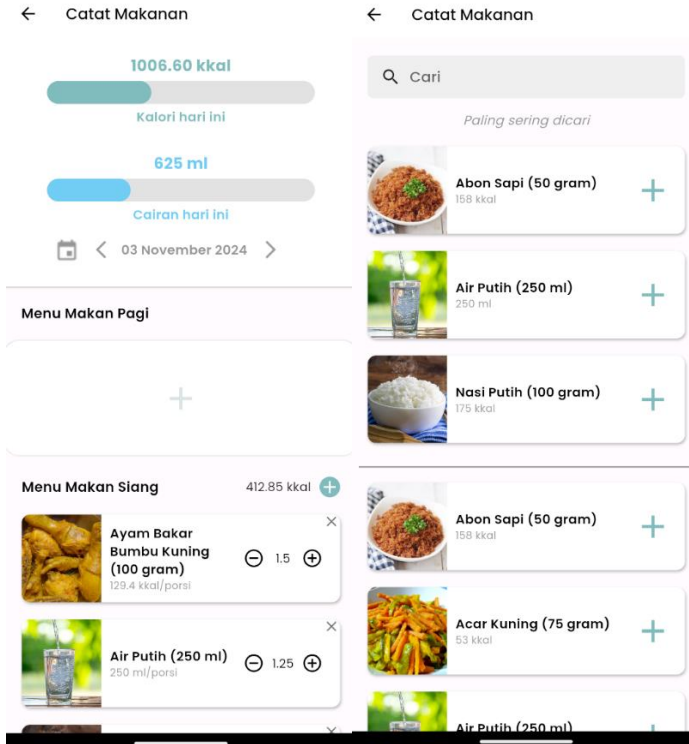 Catat Makanan
1006.60 kkal
Kalori hari ini
625 ml
Cairan hari ini
03 November 2024
Menu Makan Pagi
Menu Makan Siang
412.85 kkal
Ayam Bakar
Bumbu Kuning
(100 gram)
129.4 kkal/porsi
1.5
Air Putih (250 ml)
250 ml/porsi
1.25
Catat Makanan
Cari
Paling sering dicari
Abon Sapi (50 gram)
158 kkal
Air Putih (250 ml)
250 ml
Nasi Putih (100 gram)
175 kkal
Abon Sapi (50 gram)
158 kkal
Acar Kuning (75 gram)
53 kkal
Air Putih (250 ml)